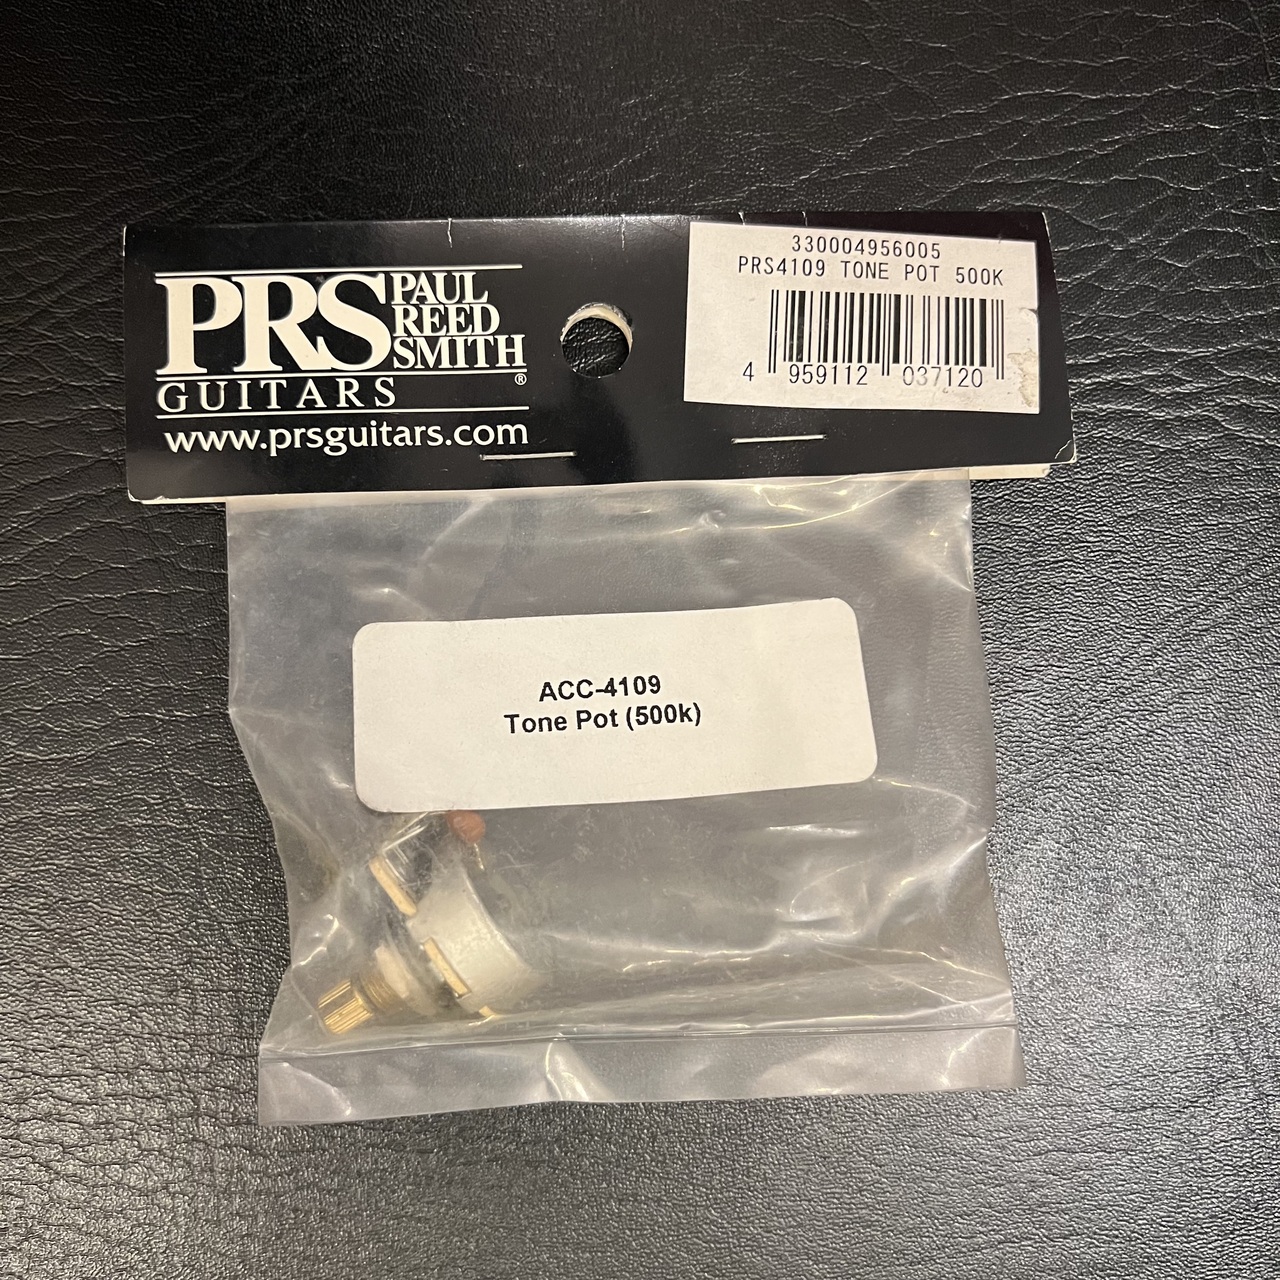 PRS PAUL
REED
SMITH
GUITARS ®
www.prsguitars.com
330004956005
PRS4109 TONE POT 500K
4 959112 037120
ACC-4109
Tone Pot (500k)